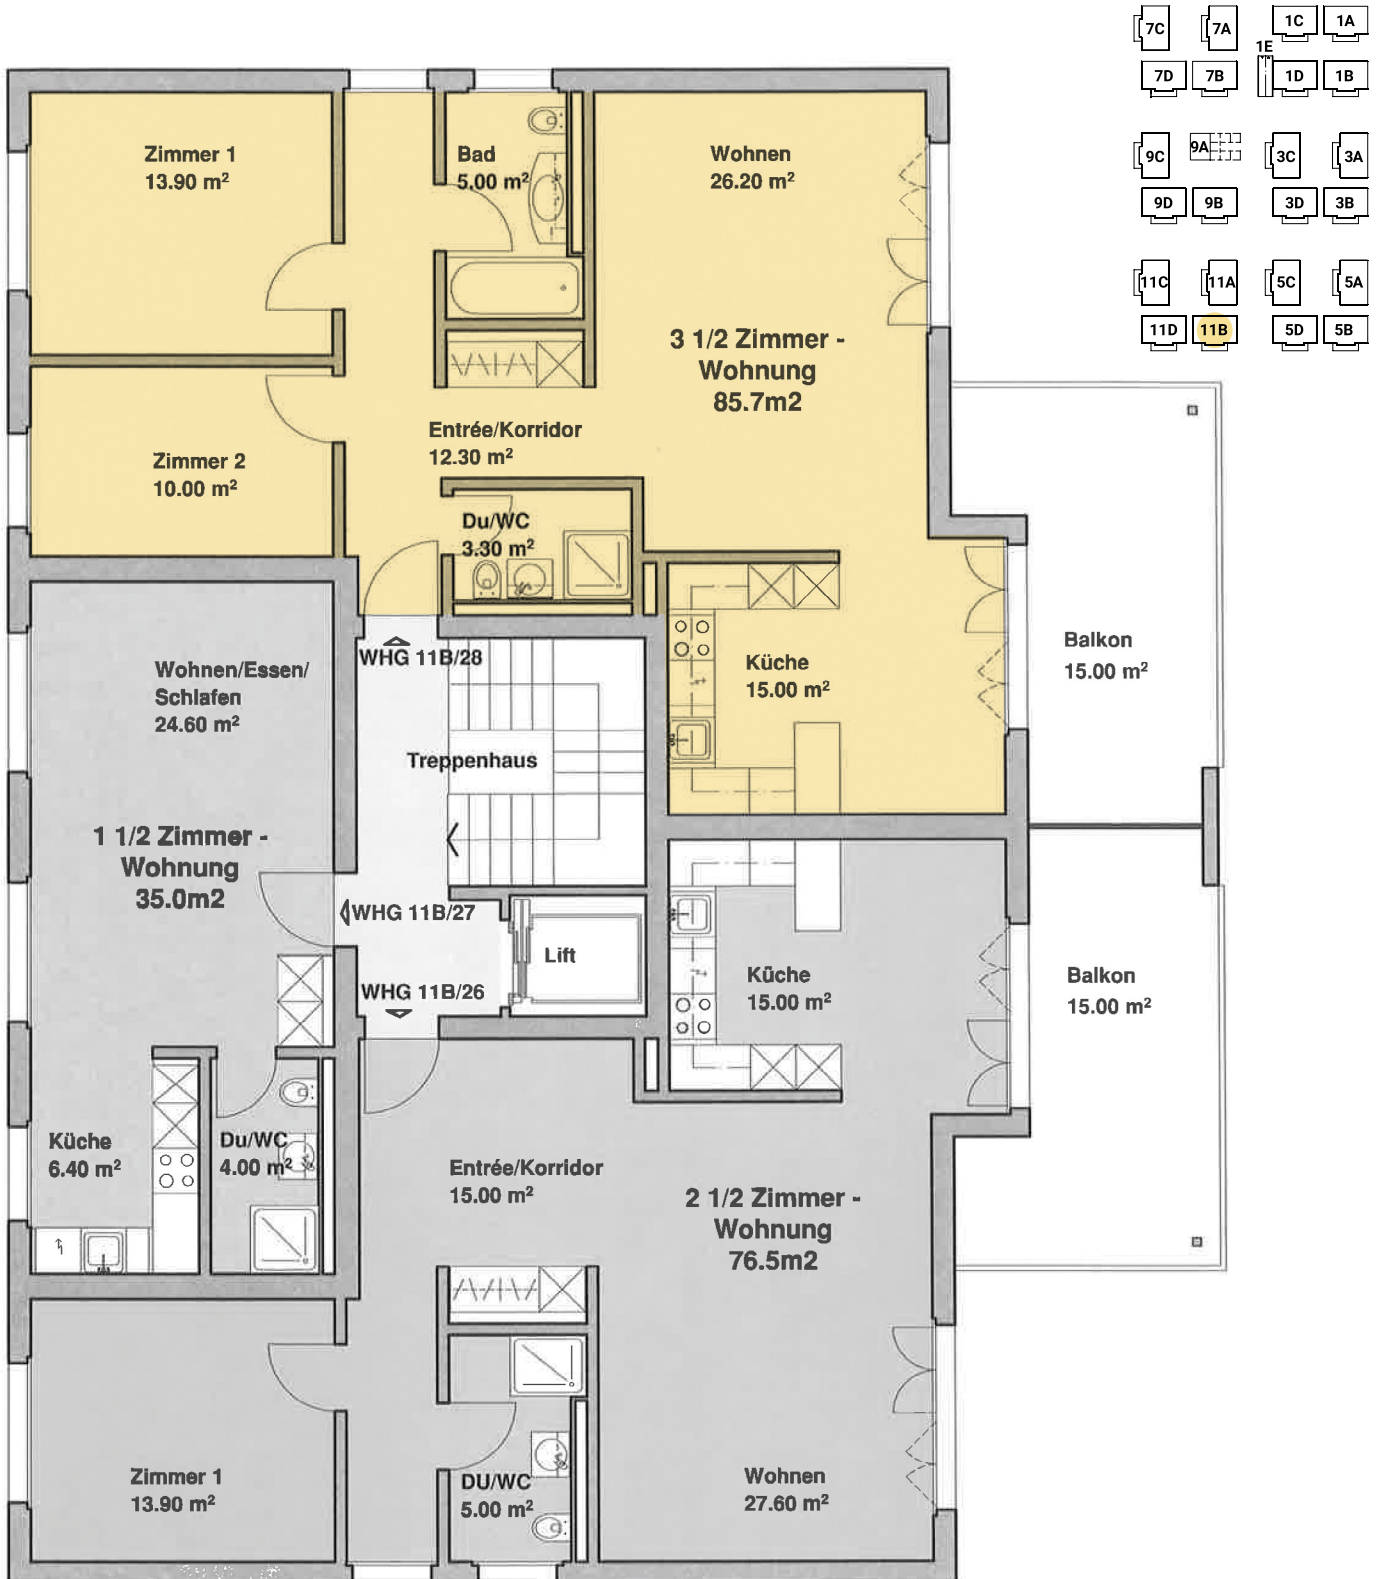 7C
7A
1C
1A
1E
7D
7B
1D
1B
9C
9A
3C
3A
9D
9B
3D
3B
11C
11A
5C
5A
11D
11B
5D
5B
Zimmer 1
13.90 m²
Bad
5.00 m²
Wohnen
26.20 m²
3 1/2 Zimmer -
Wohnung
85.7m2
Entrée/Korridor
12.30 m²
Zimmer 2
10.00 m²
Du/WC
3.30 m²
WHG 11B/28
Küche
15.00 m²
Balkon
15.00 m²
Wohnen/Essen/
Schlafen
24.60 m²
Treppenhaus
1 1/2 Zimmer -
Wohnung
35.0m2
WHG 11B/27
Lift
WHG 11B/26
Küche
15.00 m²
Balkon
15.00 m²
Küche
6.40 m²
Du/WC
4.00 m²
Entrée/Korridor
15.00 m²
2 1/2 Zimmer -
Wohnung
76.5m2
Zimmer 1
13.90 m²
DU/WC
5.00 m²
Wohnen
27.60 m²